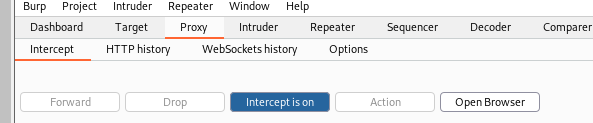 Burp Project Intruder Repeater Window Help
Dashboard Target Proxy Intruder Repeater Sequencer Decoder Comparer
Intercept HTTP history WebSockets history Options
Forward Drop Intercept is on Action Open Browser